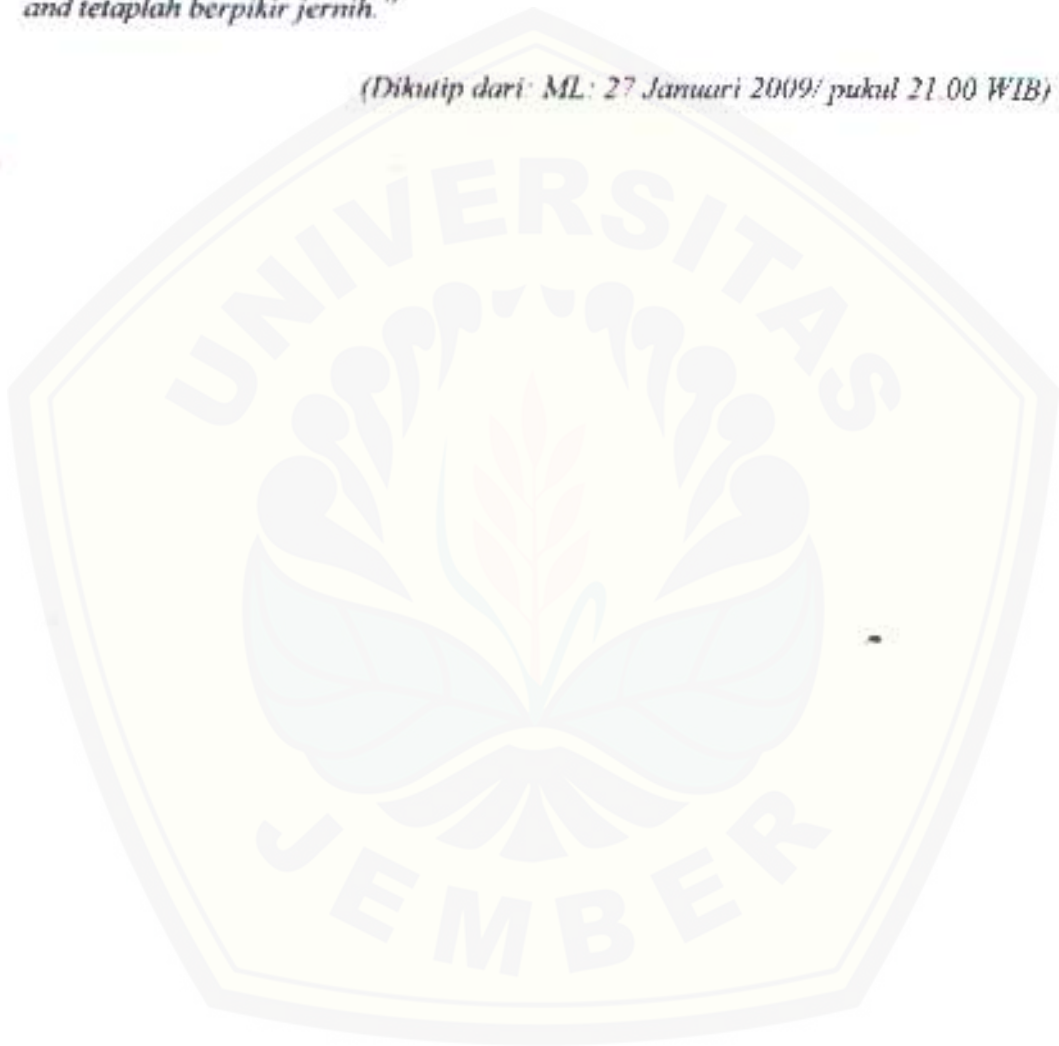 and tetaplah berpikir jernih."
(Dikutip dari: ML: 27 Januari 2009/ pukul 21.00 WIB)
UNIVERSITAS
JEMBER